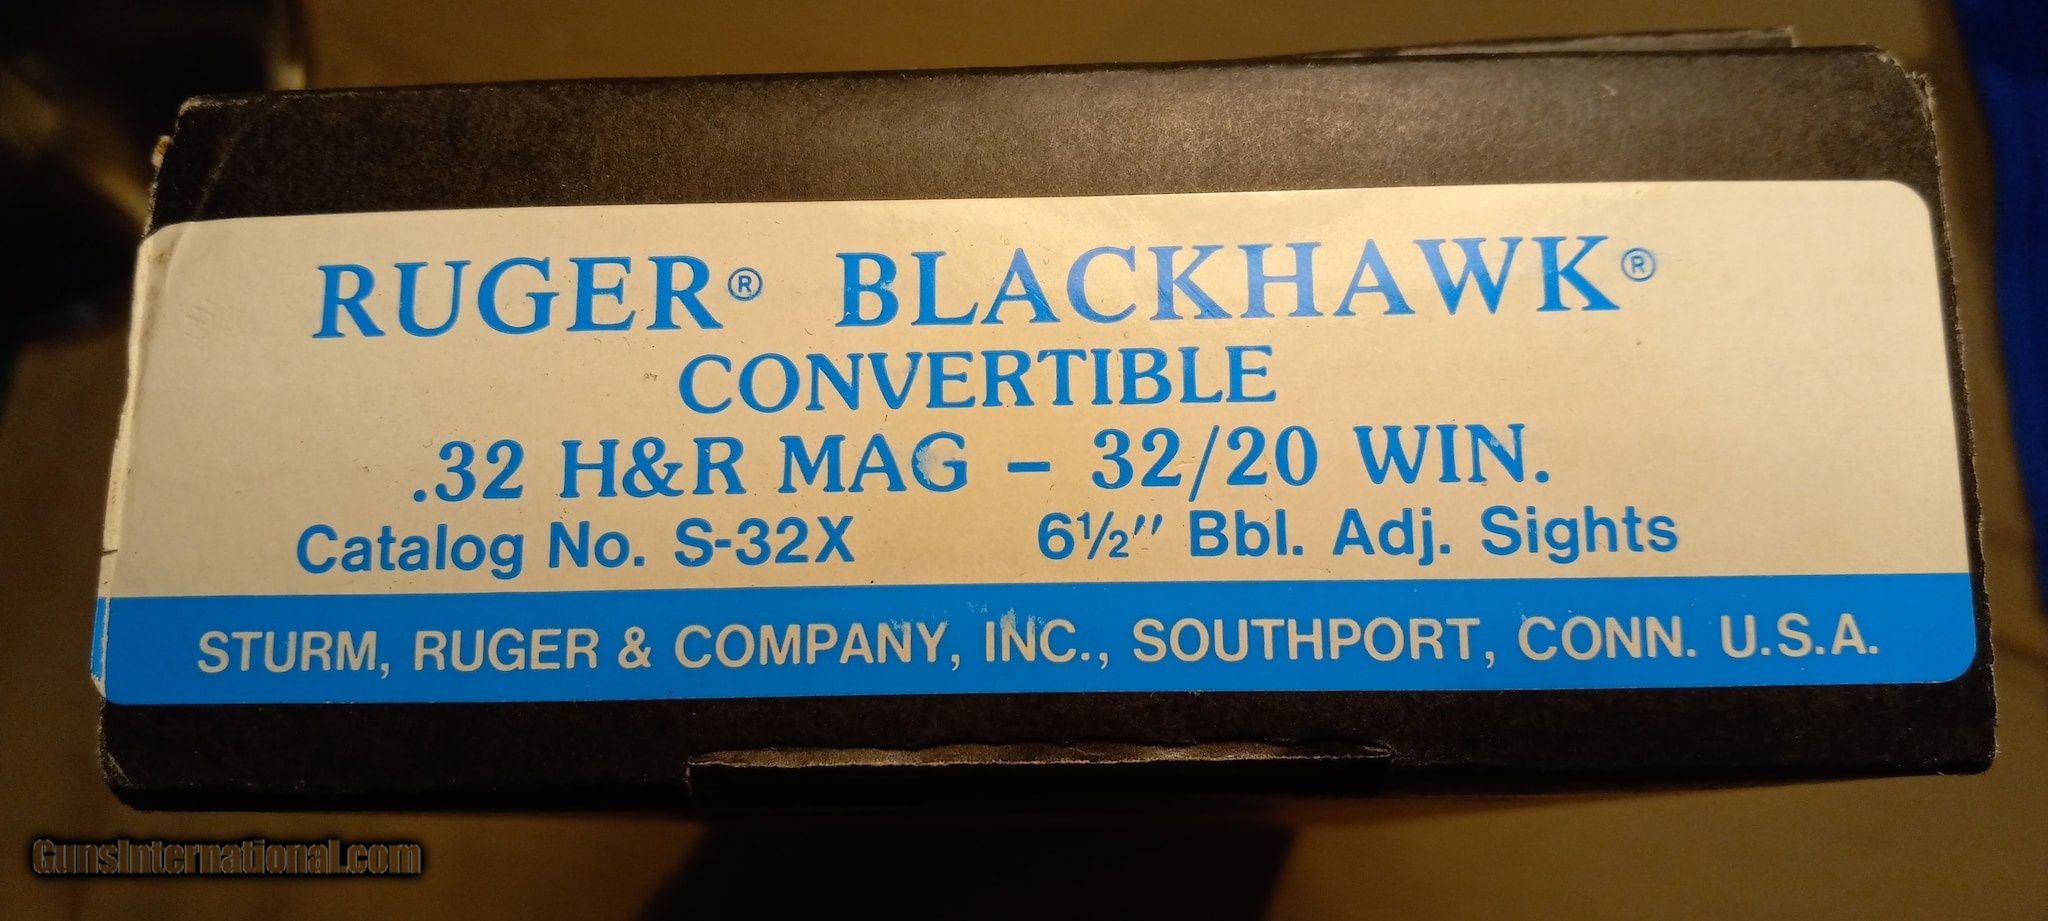 RUGER® BLACKHAWK®
CONVERTIBLE
.32 H&R MAG – 32/20 WIN.
Catalog No. S-32X 6½" Bbl. Adj. Sights
STURM, RUGER & COMPANY, INC., SOUTHPORT, CONN. U.S.A.
GunsInternational.com